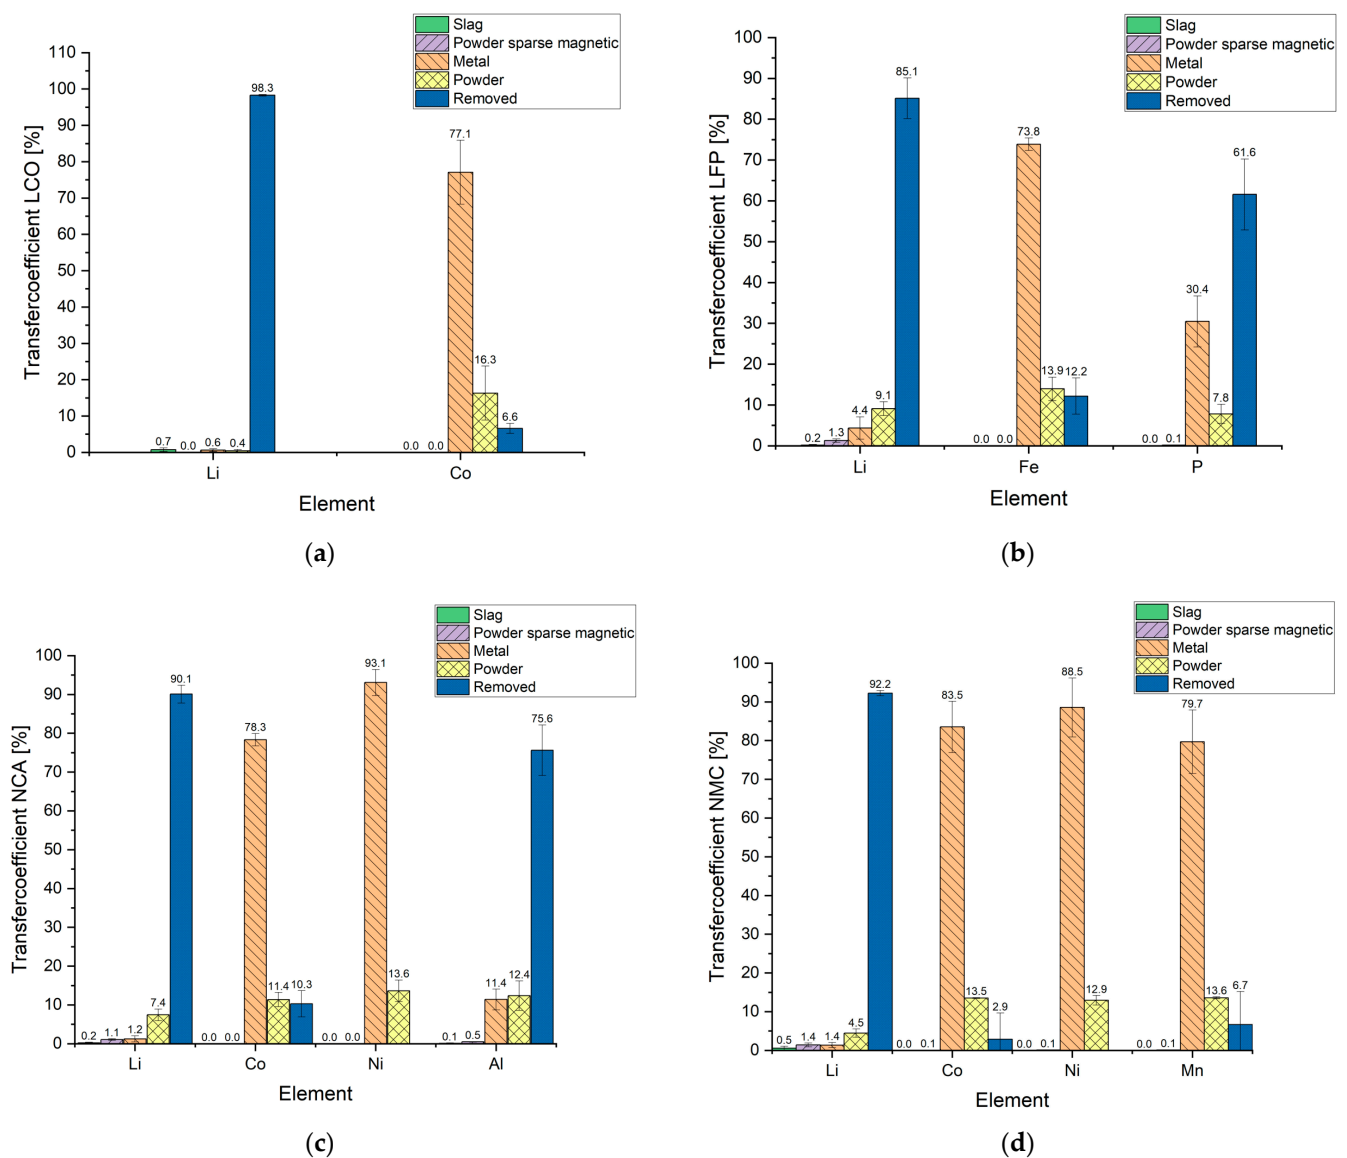 Slag
Powder sparse magnetic
Metal
Powder
Removed
Transfercoefficient LCO [%]
110
100
90
80
70
60
50
40
30
20
10
0
0.7
0.0
0.6
0.4
98.3
0.0
0.0
77.1
16.3
6.6
Li
Co
Element
(a)
Slag
Powder sparse magnetic
Metal
Powder
Removed
Transfercoefficient LFP [%]
100
90
80
70
60
50
40
30
20
10
0
0.2
1.3
4.4
9.1
85.1
0.0
0.0
73.8
13.9
12.2
0.0
0.1
30.4
7.8
61.6
Li
Fe
P
Element
(b)
Slag
Powder sparse magnetic
Metal
Powder
Removed
Transfercoefficient NCA [%]
100
90
80
70
60
50
40
30
20
10
0
0.2
1.1
1.2
7.4
90.1
0.0
0.0
78.3
11.4
10.3
0.0
0.0
93.1
13.6
0.1
0.5
11.4
12.4
75.6
Li
Co
Ni
Al
Element
(c)
Slag
Powder sparse magnetic
Metal
Powder
Removed
Transfercoefficient NMC [%]
100
90
80
70
60
50
40
30
20
10
0
0.5
1.4
1.4
4.5
92.2
0.0
0.1
83.5
13.5
2.9
0.0
0.1
88.5
12.9
0.0
0.1
79.7
13.6
6.7
Li
Co
Ni
Mn
Element
(d)